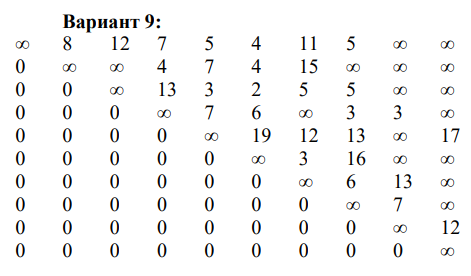 Вариант 9:
∞ 8 12 7 5 4 11 5 ∞ ∞
0 ∞ ∞ 4 7 4 15 ∞ ∞ ∞
0 0 ∞ 13 3 2 5 5 ∞ ∞
0 0 0 ∞ 7 6 ∞ 3 3 ∞
0 0 0 0 ∞ 19 12 13 ∞ 17
0 0 0 0 0 ∞ 3 16 ∞ ∞
0 0 0 0 0 0 ∞ 6 13 ∞
0 0 0 0 0 0 0 ∞ 7 ∞
0 0 0 0 0 0 0 0 ∞ 12
0 0 0 0 0 0 0 0 0 ∞